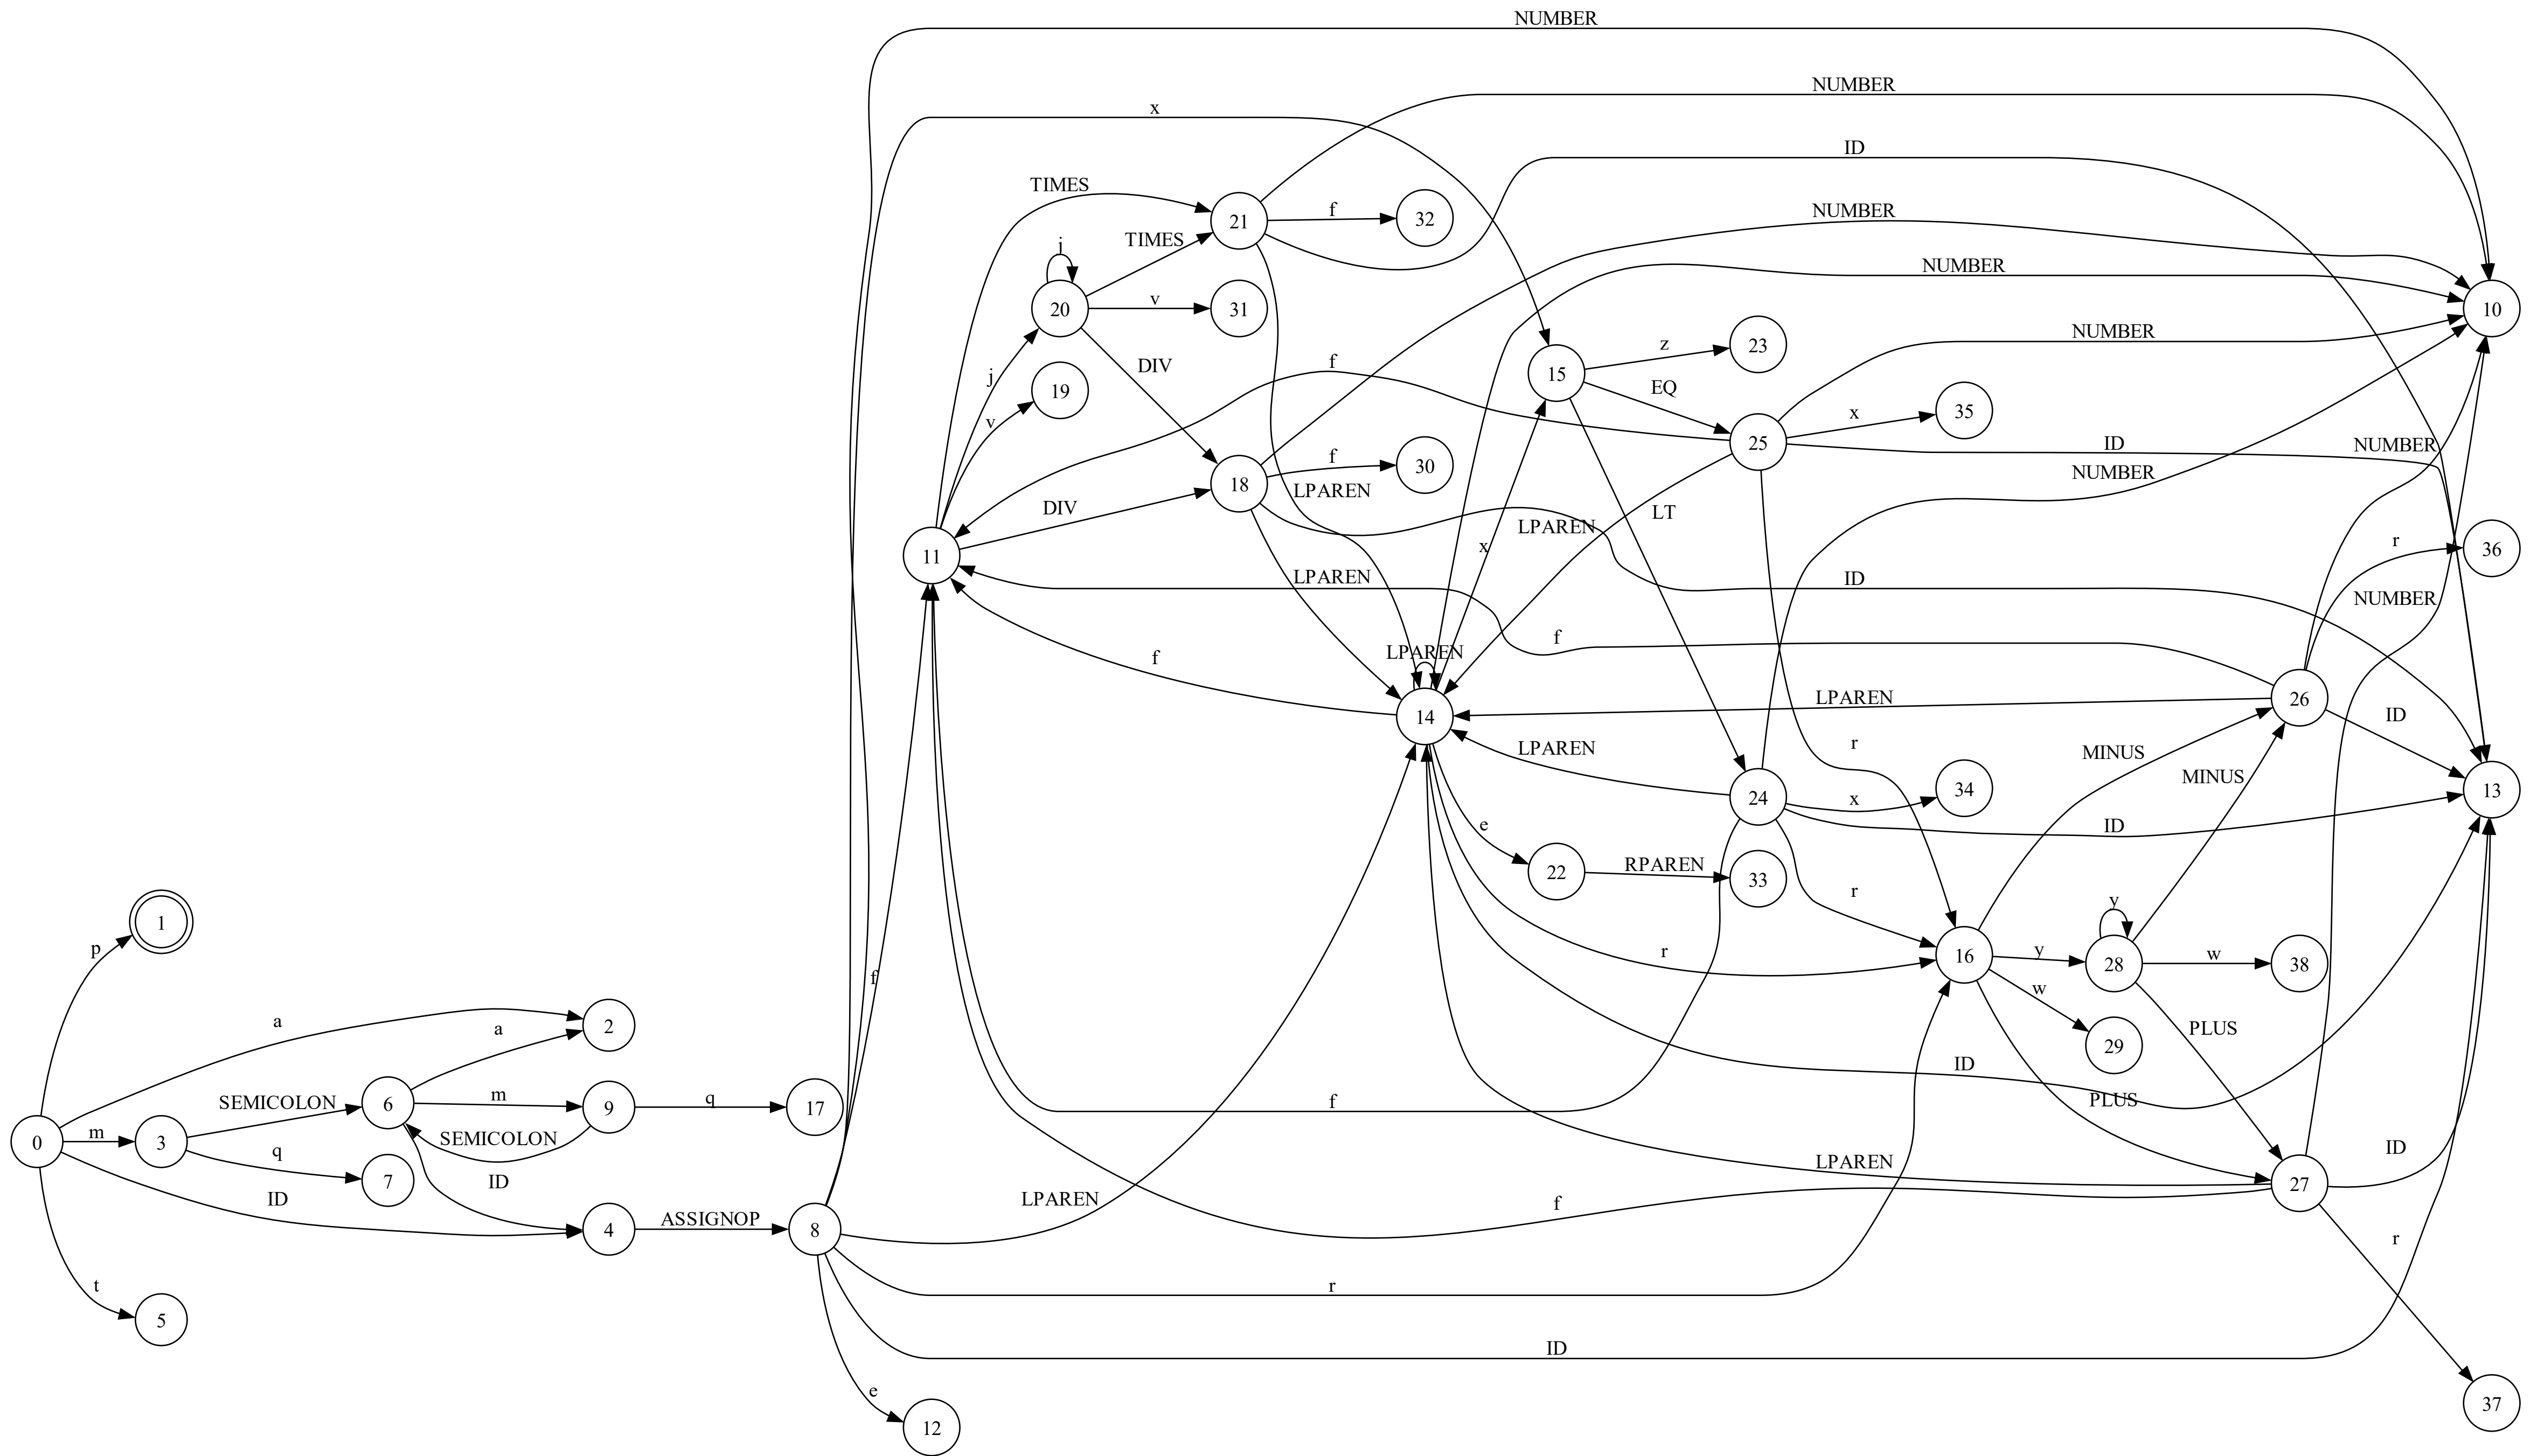 NUMBER
NUMBER
x
ID
TIMES
NUMBER
21
f
32
j
TIMES
NUMBER
20
v
31
10
NUMBER
15
z
23
DIV
f
EQ
j
19
v
25
x
35
ID
NUMBER
NUMBER
f
30
18
LPAREN
DIV
LPAREN
LT
x
r
36
11
LPAREN
ID
NUMBER
f
f
LPAREN
14
LPAREN
26
ID
LPAREN
r
MINUS
MINUS
24
x
34
13
ID
e
22
RPAREN
33
r
y
1
p
r
16
y
28
w
38
f
w
a
2
a
PLUS
29
ID
6
m
9
q
17
SEMICOLON
f
PLUS
0
m
3
SEMICOLON
q
7
ID
ID
ID
LPAREN
LPAREN
27
4
ASSIGNOP
8
f
r
t
5
r
ID
e
12
37